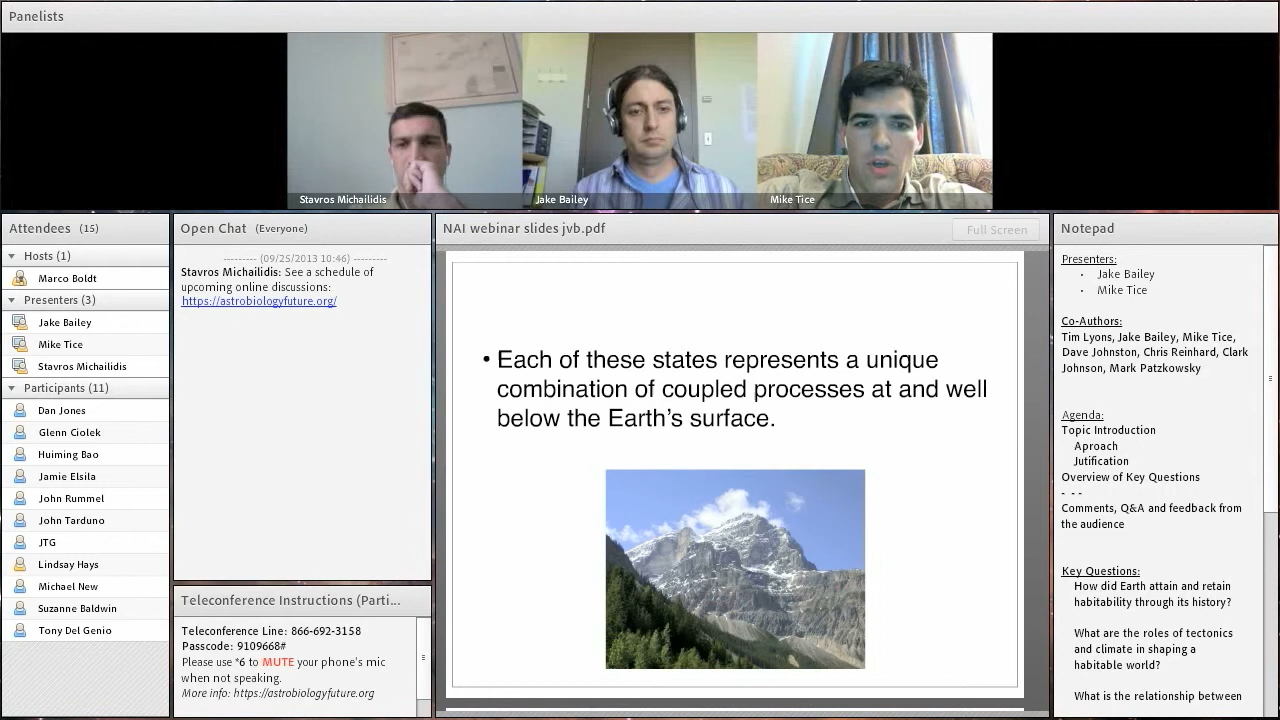 Panelists
Stavros Michailidis
Jake Bailey
Mike Tice
Attendees (15)
Hosts (1)
Marco Boldt
Presenters (3)
Jake Bailey
Mike Tice
Stavros Michailidis
Participants (11)
Dan Jones
Glenn Ciolek
Huiming Bao
Jamie Elsila
John Rummel
John Tarduno
JTG
Lindsay Hays
Michael New
Suzanne Baldwin
Tony Del Genio
Open Chat (Everyone)
--------- (09/25/2013 10:46) ---------
Stavros Michailidis: See a schedule of
upcoming online discussions:
https://astrobiologyfuture.org/
Teleconference Instructions (Parti...
Teleconference Line: 866-692-3158
Passcode: 9109668#
Please use *6 to MUTE your phone's mic
when not speaking.
More info: https://astrobiologyfuture.org
NAI webinar slides jvb.pdf
Full Screen
• Each of these states represents a unique
combination of coupled processes at and well
below the Earth's surface.
Notepad
Presenters:
• Jake Bailey
• Mike Tice
Co-Authors:
Tim Lyons, Jake Bailey, Mike Tice,
Dave Johnston, Chris Reinhard, Clark
Johnson, Mark Patzkowsky
Agenda:
Topic Introduction
Aproach
Jutification
Overview of Key Questions
- - -
Comments, Q&A and feedback from
the audience
Key Questions:
How did Earth attain and retain
habitability through its history?
What are the roles of tectonics
and climate in shaping a
habitable world?
What is the relationship between